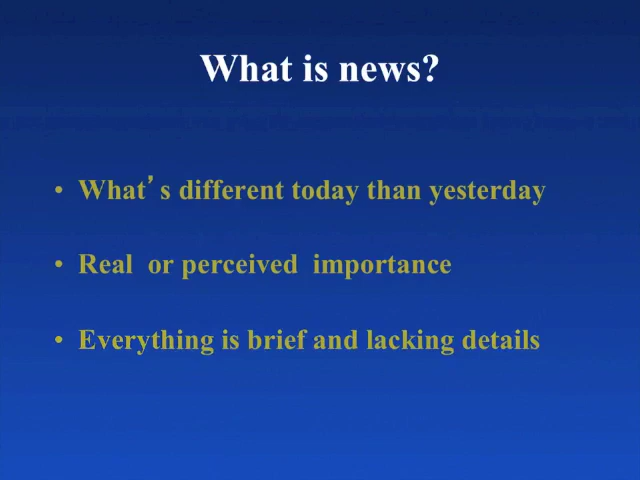 What is news?
• What’s different today than yesterday
• Real or perceived importance
• Everything is brief and lacking details